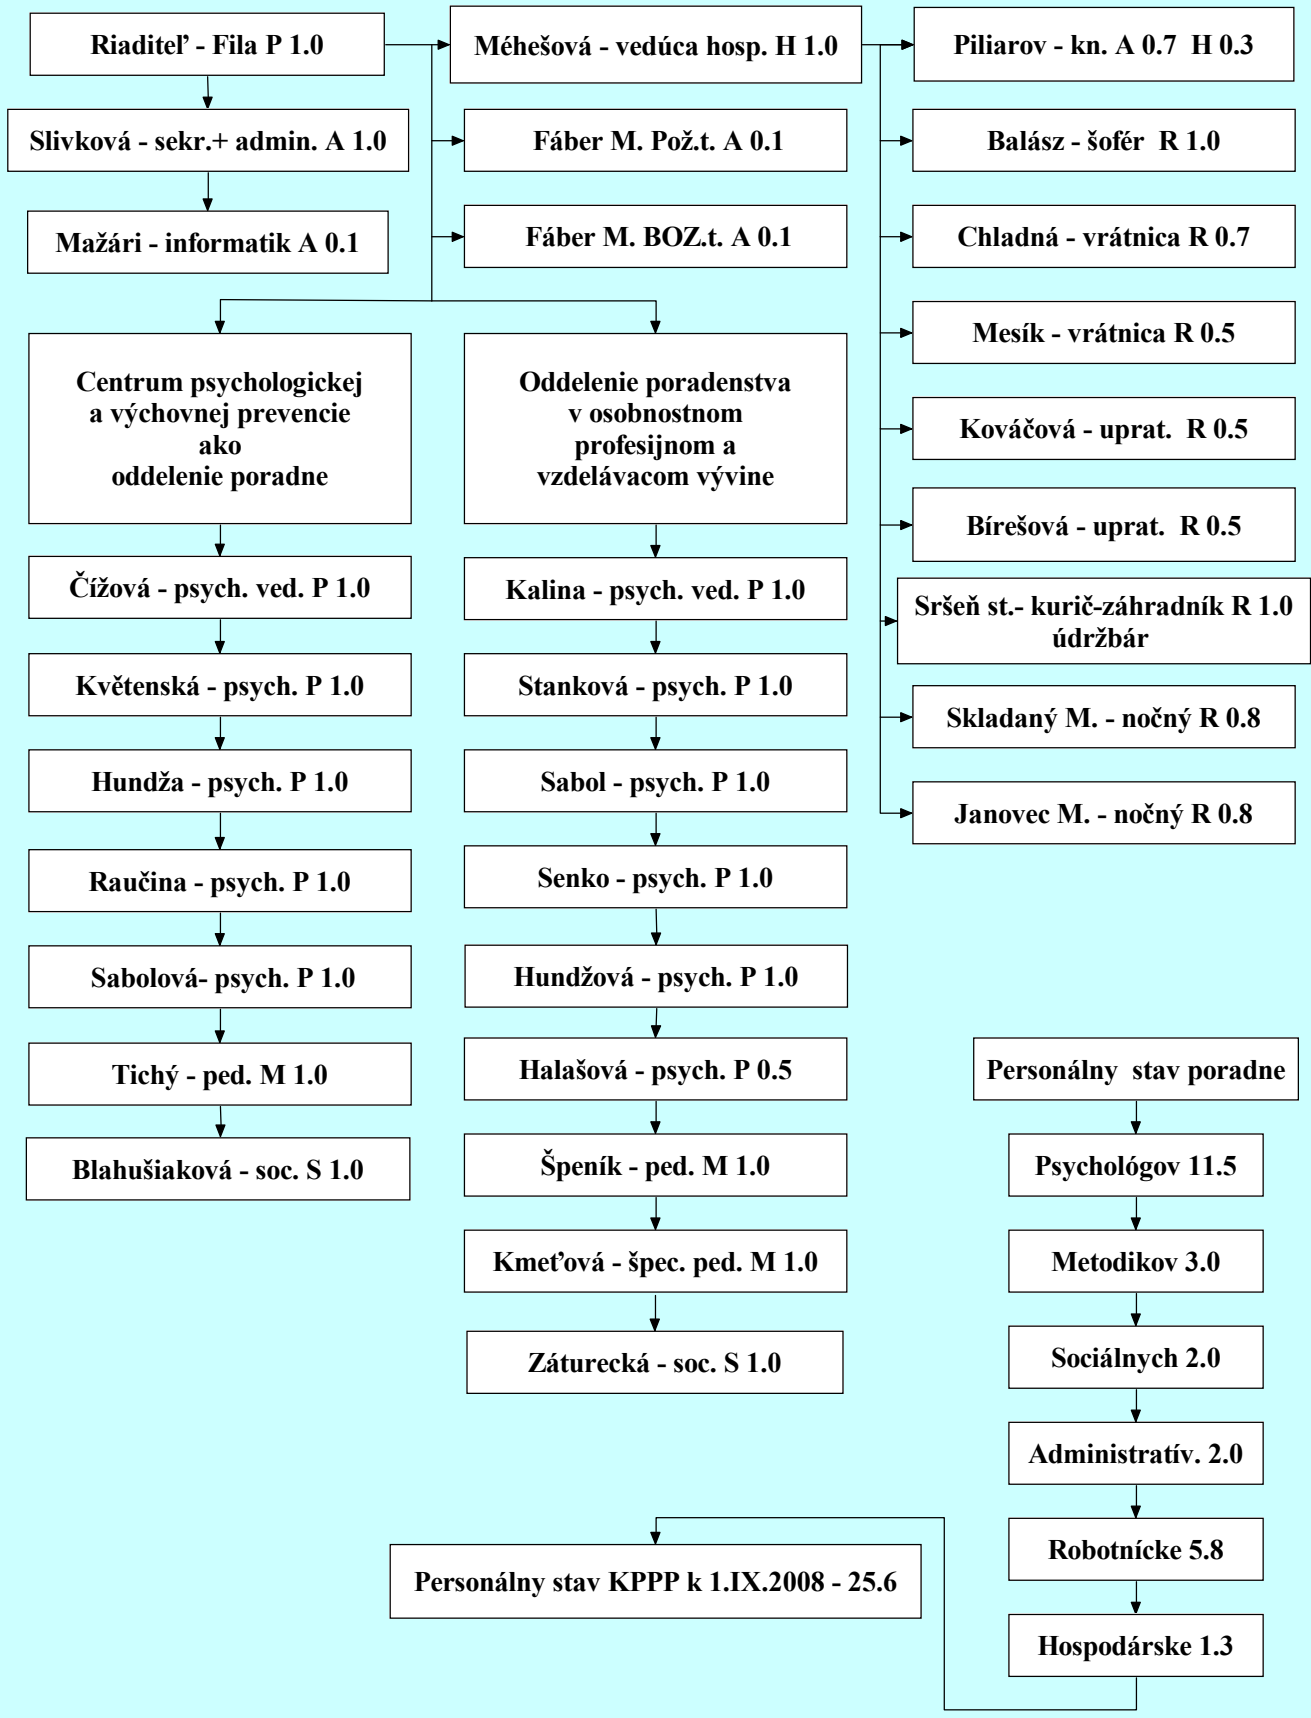 Riaditeľ - Fila P 1.0
Slivková - sekr.+ admin. A 1.0
Mažári - informatik A 0.1
Méhešová - vedúca hosp. H 1.0
Fáber M. Pož.t. A 0.1
Fáber M. BOZ.t. A 0.1
Piliarov - kn. A 0.7 H 0.3
Balász - šofér R 1.0
Chladná - vrátnica R 0.7
Mesík - vrátnica R 0.5
Kováčová - uprat. R 0.5
Bírešová - uprat. R 0.5
Sršeň st.- kurič-záhradník R 1.0
údržbár
Skladaný M. - nočný R 0.8
Janovec M. - nočný R 0.8
Centrum psychologickej
a výchovnej prevencie
ako
oddelenie poradne
Čížová - psych. ved. P 1.0
Květenská - psych. P 1.0
Hundža - psych. P 1.0
Raučina - psych. P 1.0
Sabolová- psych. P 1.0
Tichý - ped. M 1.0
Blahušiaková - soc. S 1.0
Oddelenie poradenstva
v osobnostnom
profesijnom a
vzdelávacom vývine
Kalina - psych. ved. P 1.0
Stanková - psych. P 1.0
Sabol - psych. P 1.0
Senko - psych. P 1.0
Hundžová - psych. P 1.0
Halašová - psych. P 0.5
Špeník - ped. M 1.0
Kmeťová - špec. ped. M 1.0
Záturecká - soc. S 1.0
Personálny stav poradne
Psychológov 11.5
Metodikov 3.0
Sociálnych 2.0
Administratív. 2.0
Robotnícke 5.8
Hospodárske 1.3
Personálny stav KPPP k 1.IX.2008 - 25.6